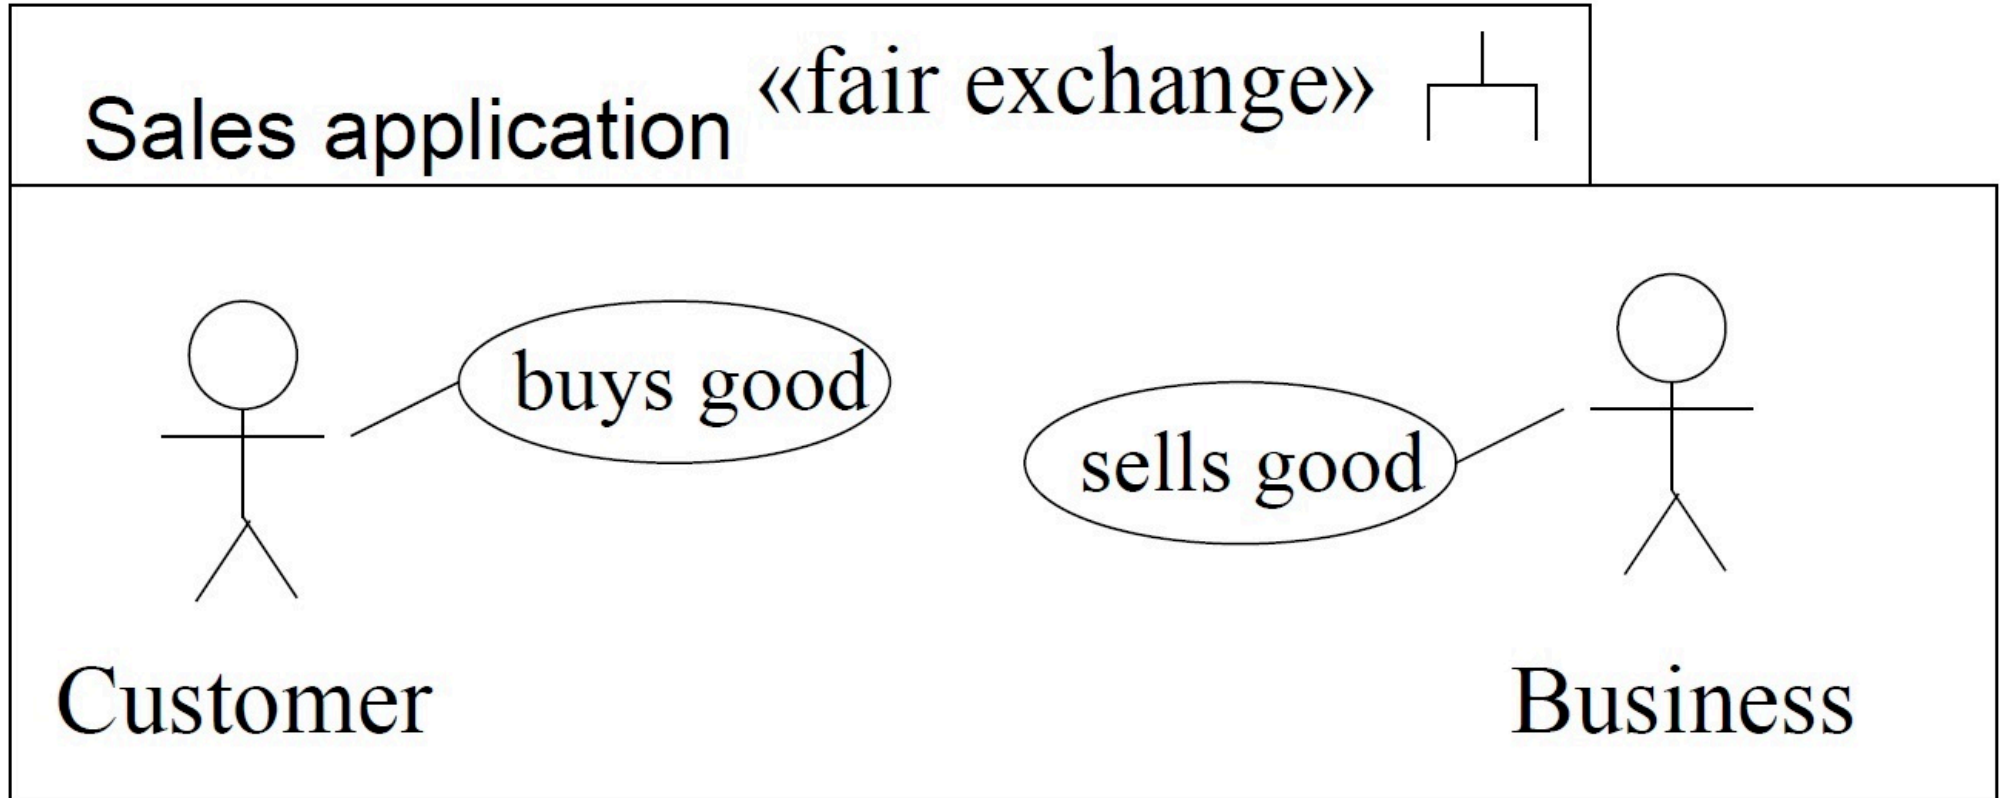 Sales application «fair exchange»
buys good
sells good
Customer
Business